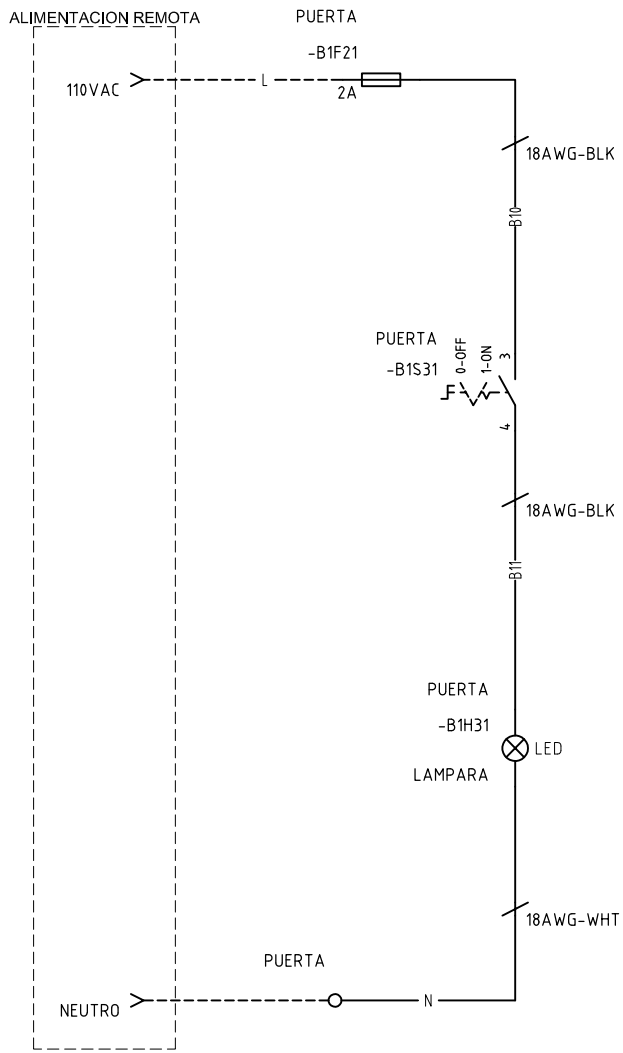 ALIMENTACION REMOTA
PUERTA
-B1F21
110VAC
L
2A
18AWG-BLK
B10
PUERTA
-B1S31
0-OFF
1-ON
3
4
18AWG-BLK
B11
PUERTA
-B1H31
LED
LAMPARA
18AWG-WHT
PUERTA
NEUTRO
N